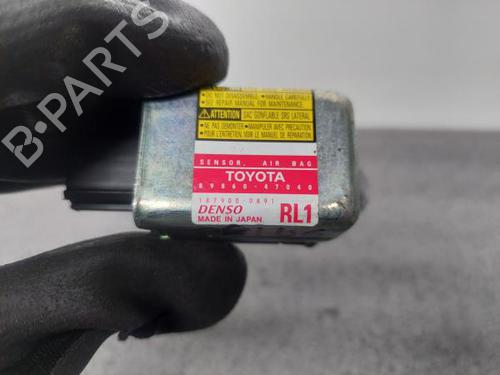 •DO NOT DISASSEMBLE. •HANDLE CAREFULLY.
•SEE REPAIR MANUAL FOR MAINTENANCE.
ATTENTION SAC GONFLABLE SRS LATERAL
•NE PAS DEMONTER •MANIPULER AVEC PRECAUTION
•POUR L'ENTRETIEN, VOIR LE MANUEL DE REPARATION
SENSOR, AIR BAG
TOYOTA
89860-47040
187900-0891
DENSO
MADE IN JAPAN
RL1
B-PARTS